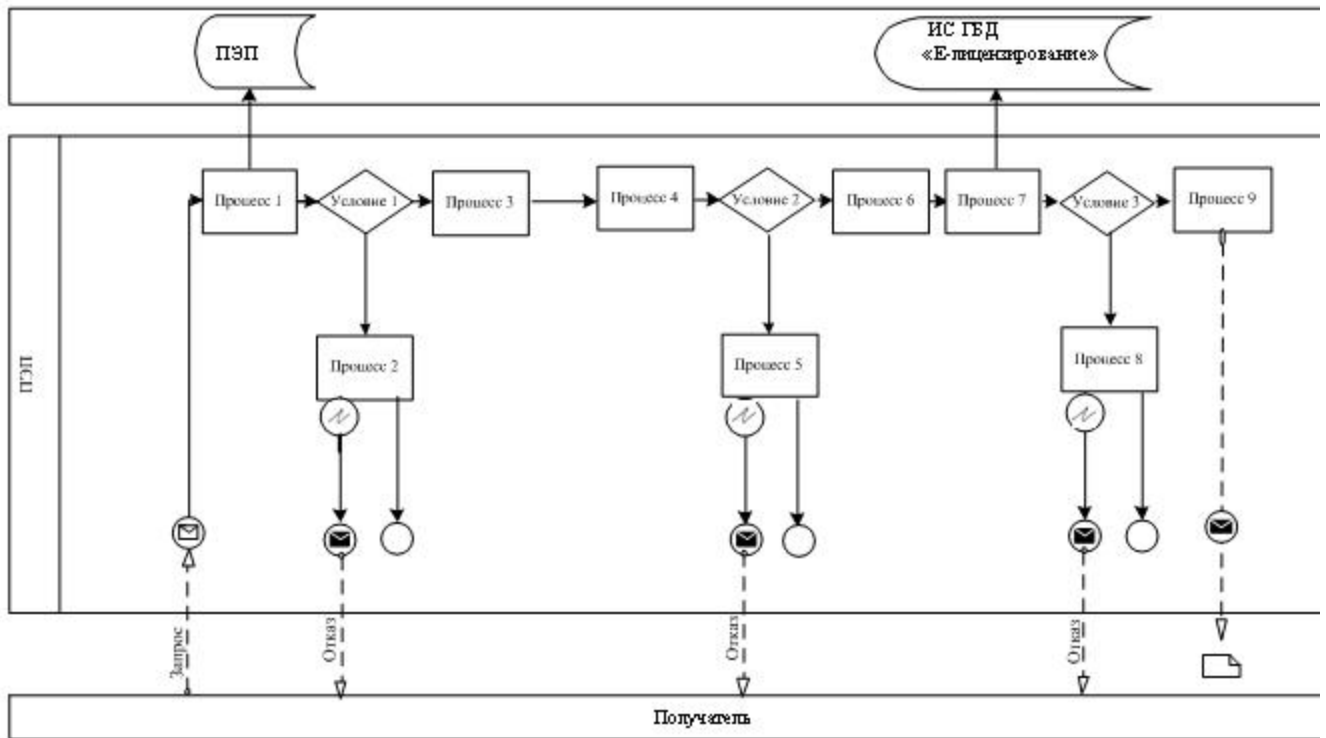 ПЭП
ИС ГБД
«Е-лицензирование»
Процесс 1
Условие 1
Процесс 3
Процесс 4
Условие 2
Процесс 6
Процесс 7
Условие 3
Процесс 9
Процесс 2
Процесс 5
Процесс 8
ПЭП
Запрос
Отказ
Отказ
Отказ
Получатель